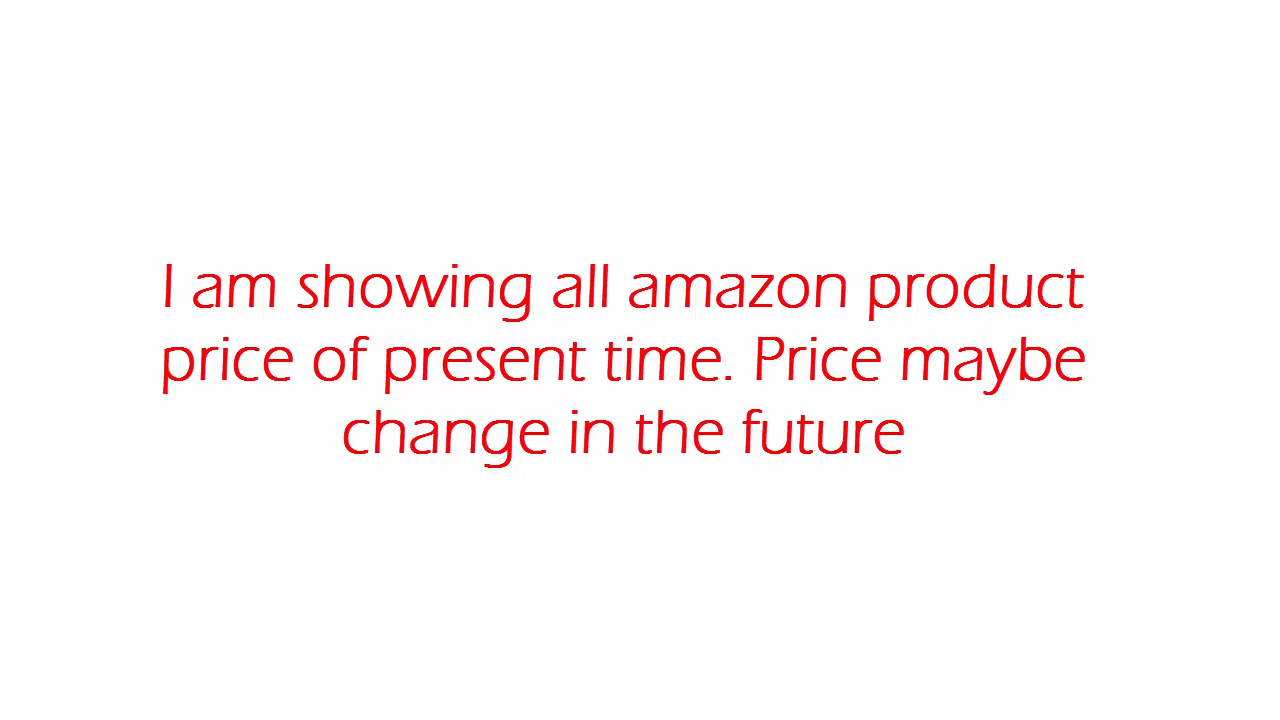 I am showing all amazon product
price of present time. Price maybe
change in the future